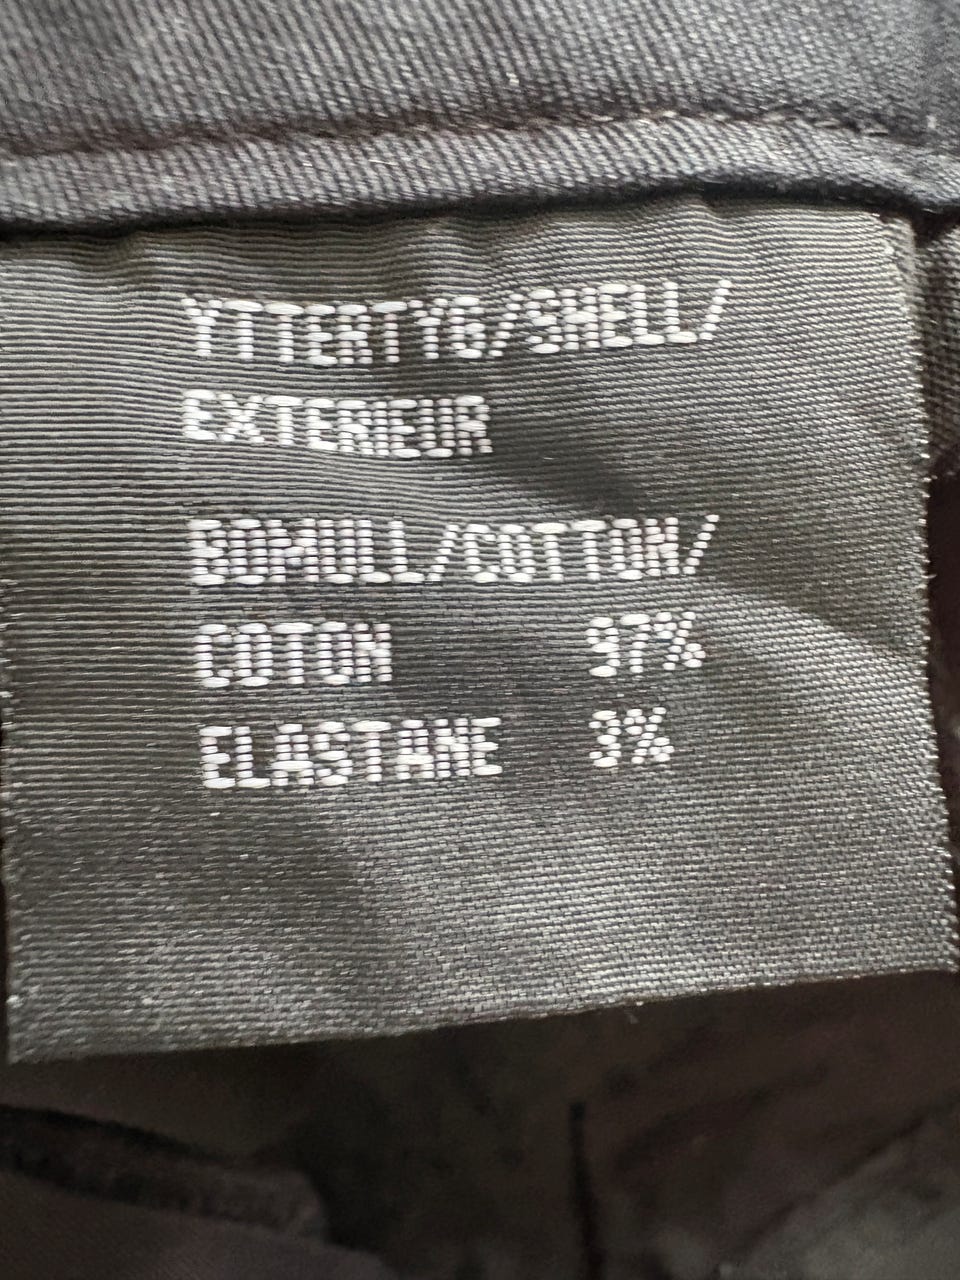 YTTERTYG/SHELL/
EXTERIEUR
BOMULL/COTTON/
COTON 97%
ELASTANE 3%